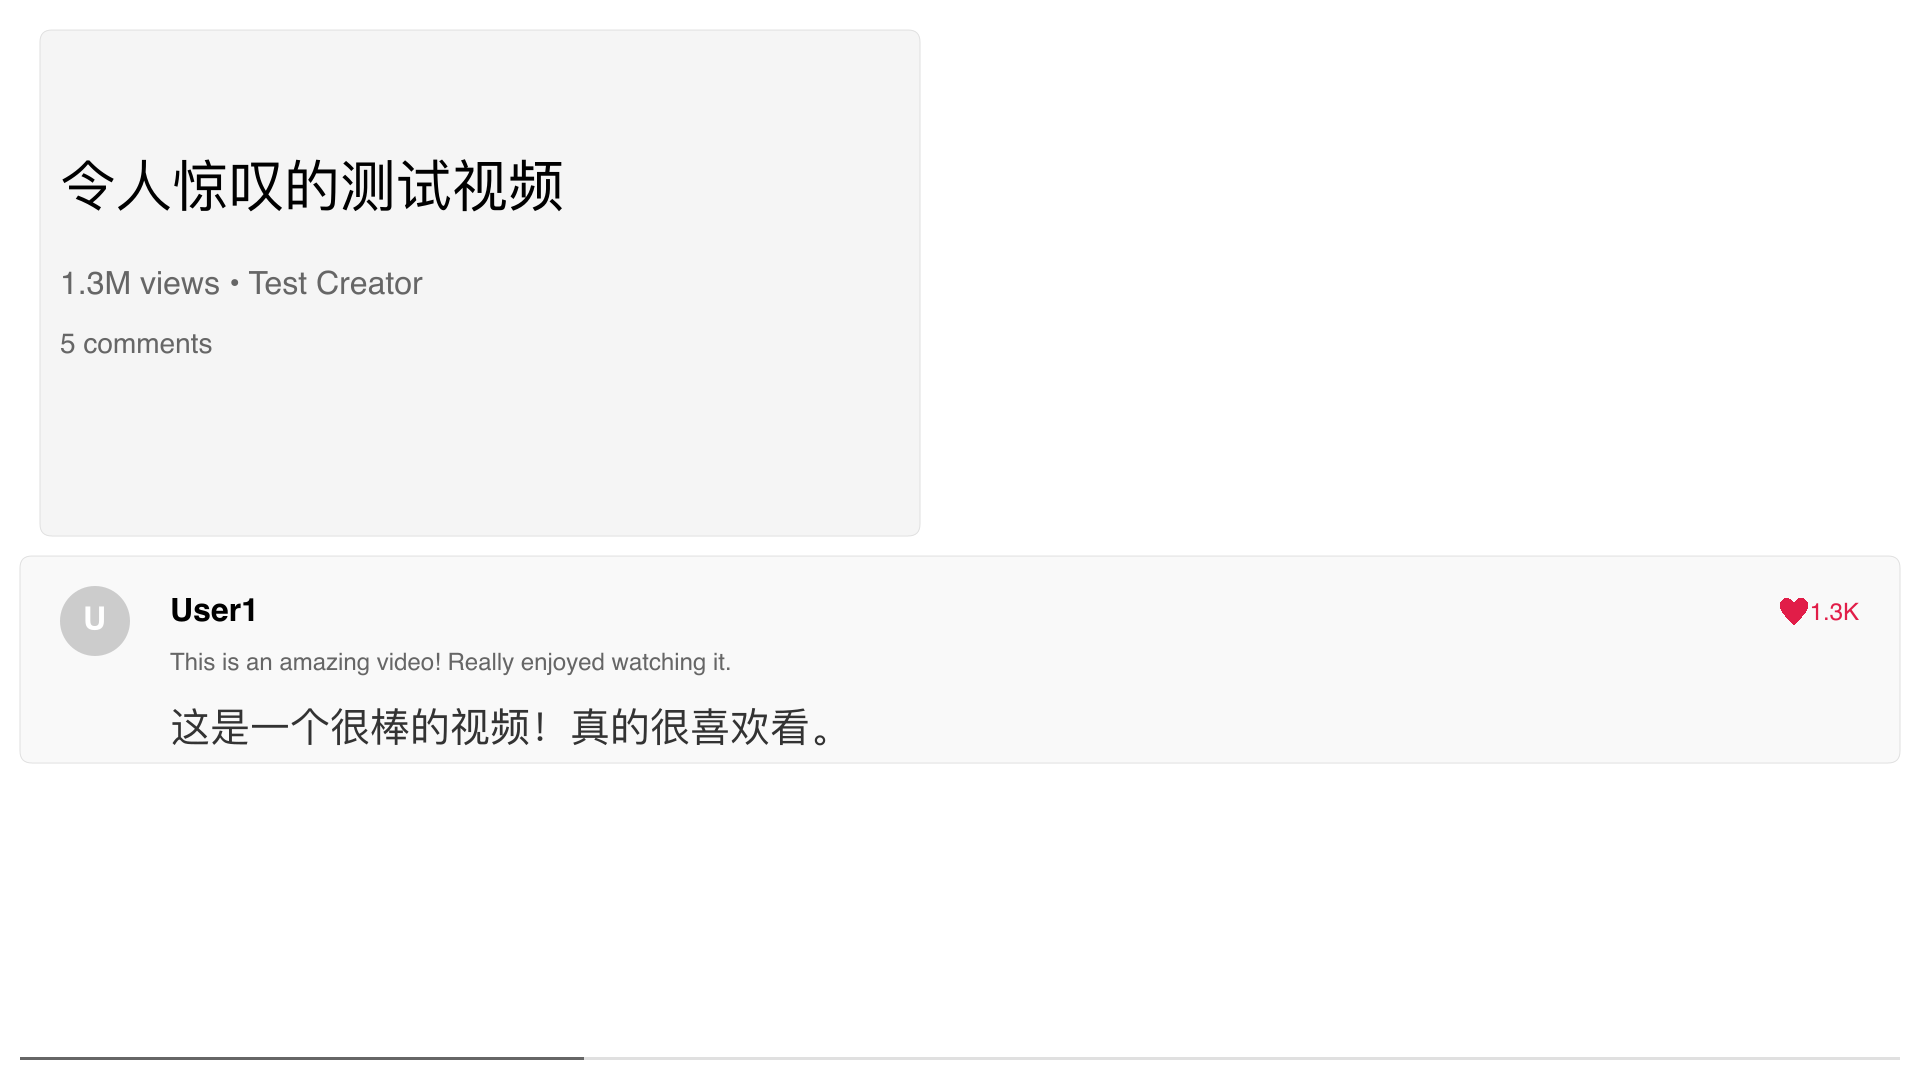 令人惊叹的测试视频
1.3M views • Test Creator
5 comments
U
User1
1.3K
This is an amazing video! Really enjoyed watching it.
这是一个很棒的视频！真的很喜欢看。